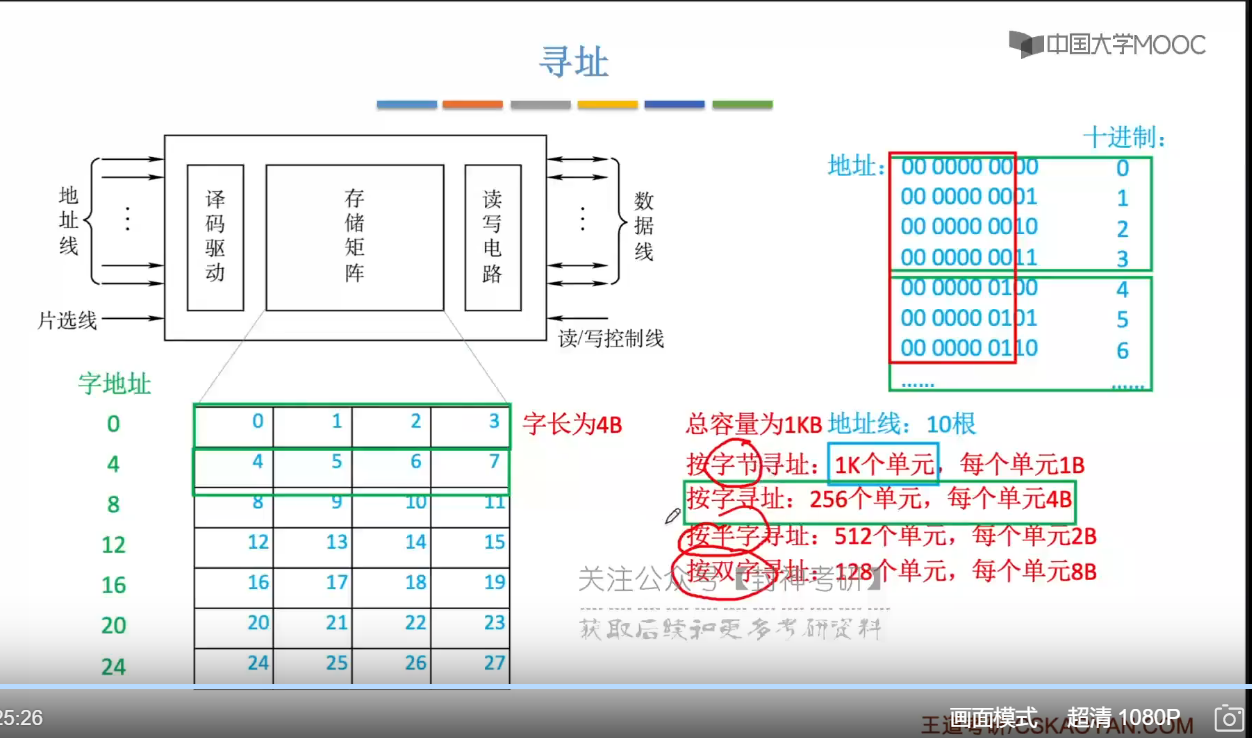 中国大学MOOC
寻址
十进制：
地址：
00 0000 0000 0
00 0000 0001 1
00 0000 0010 2
00 0000 0011 3
00 0000 0100 4
00 0000 0101 5
00 0000 0110 6
...... ......
地址线
译码驱动
存储矩阵
读写电路
数据线
片选线
读/写控制线
字地址
0 0 1 2 3 字长为4B
4 4 5 6 7
8 8 9 10 11
12 12 13 14 15
16 16 17 18 19
20 20 21 22 23
24 24 25 26 27
总容量为1KB 地址线：10根
按字节寻址：1K个单元，每个单元1B
按字寻址：256个单元，每个单元4B
按半字寻址：512个单元，每个单元2B
按双字寻址：128个单元，每个单元8B
关注公众号【封神考研】
获取后续和更多考研资料
25:26
画面模式 超清 1080P
王道考研/CSKAOYAN.COM